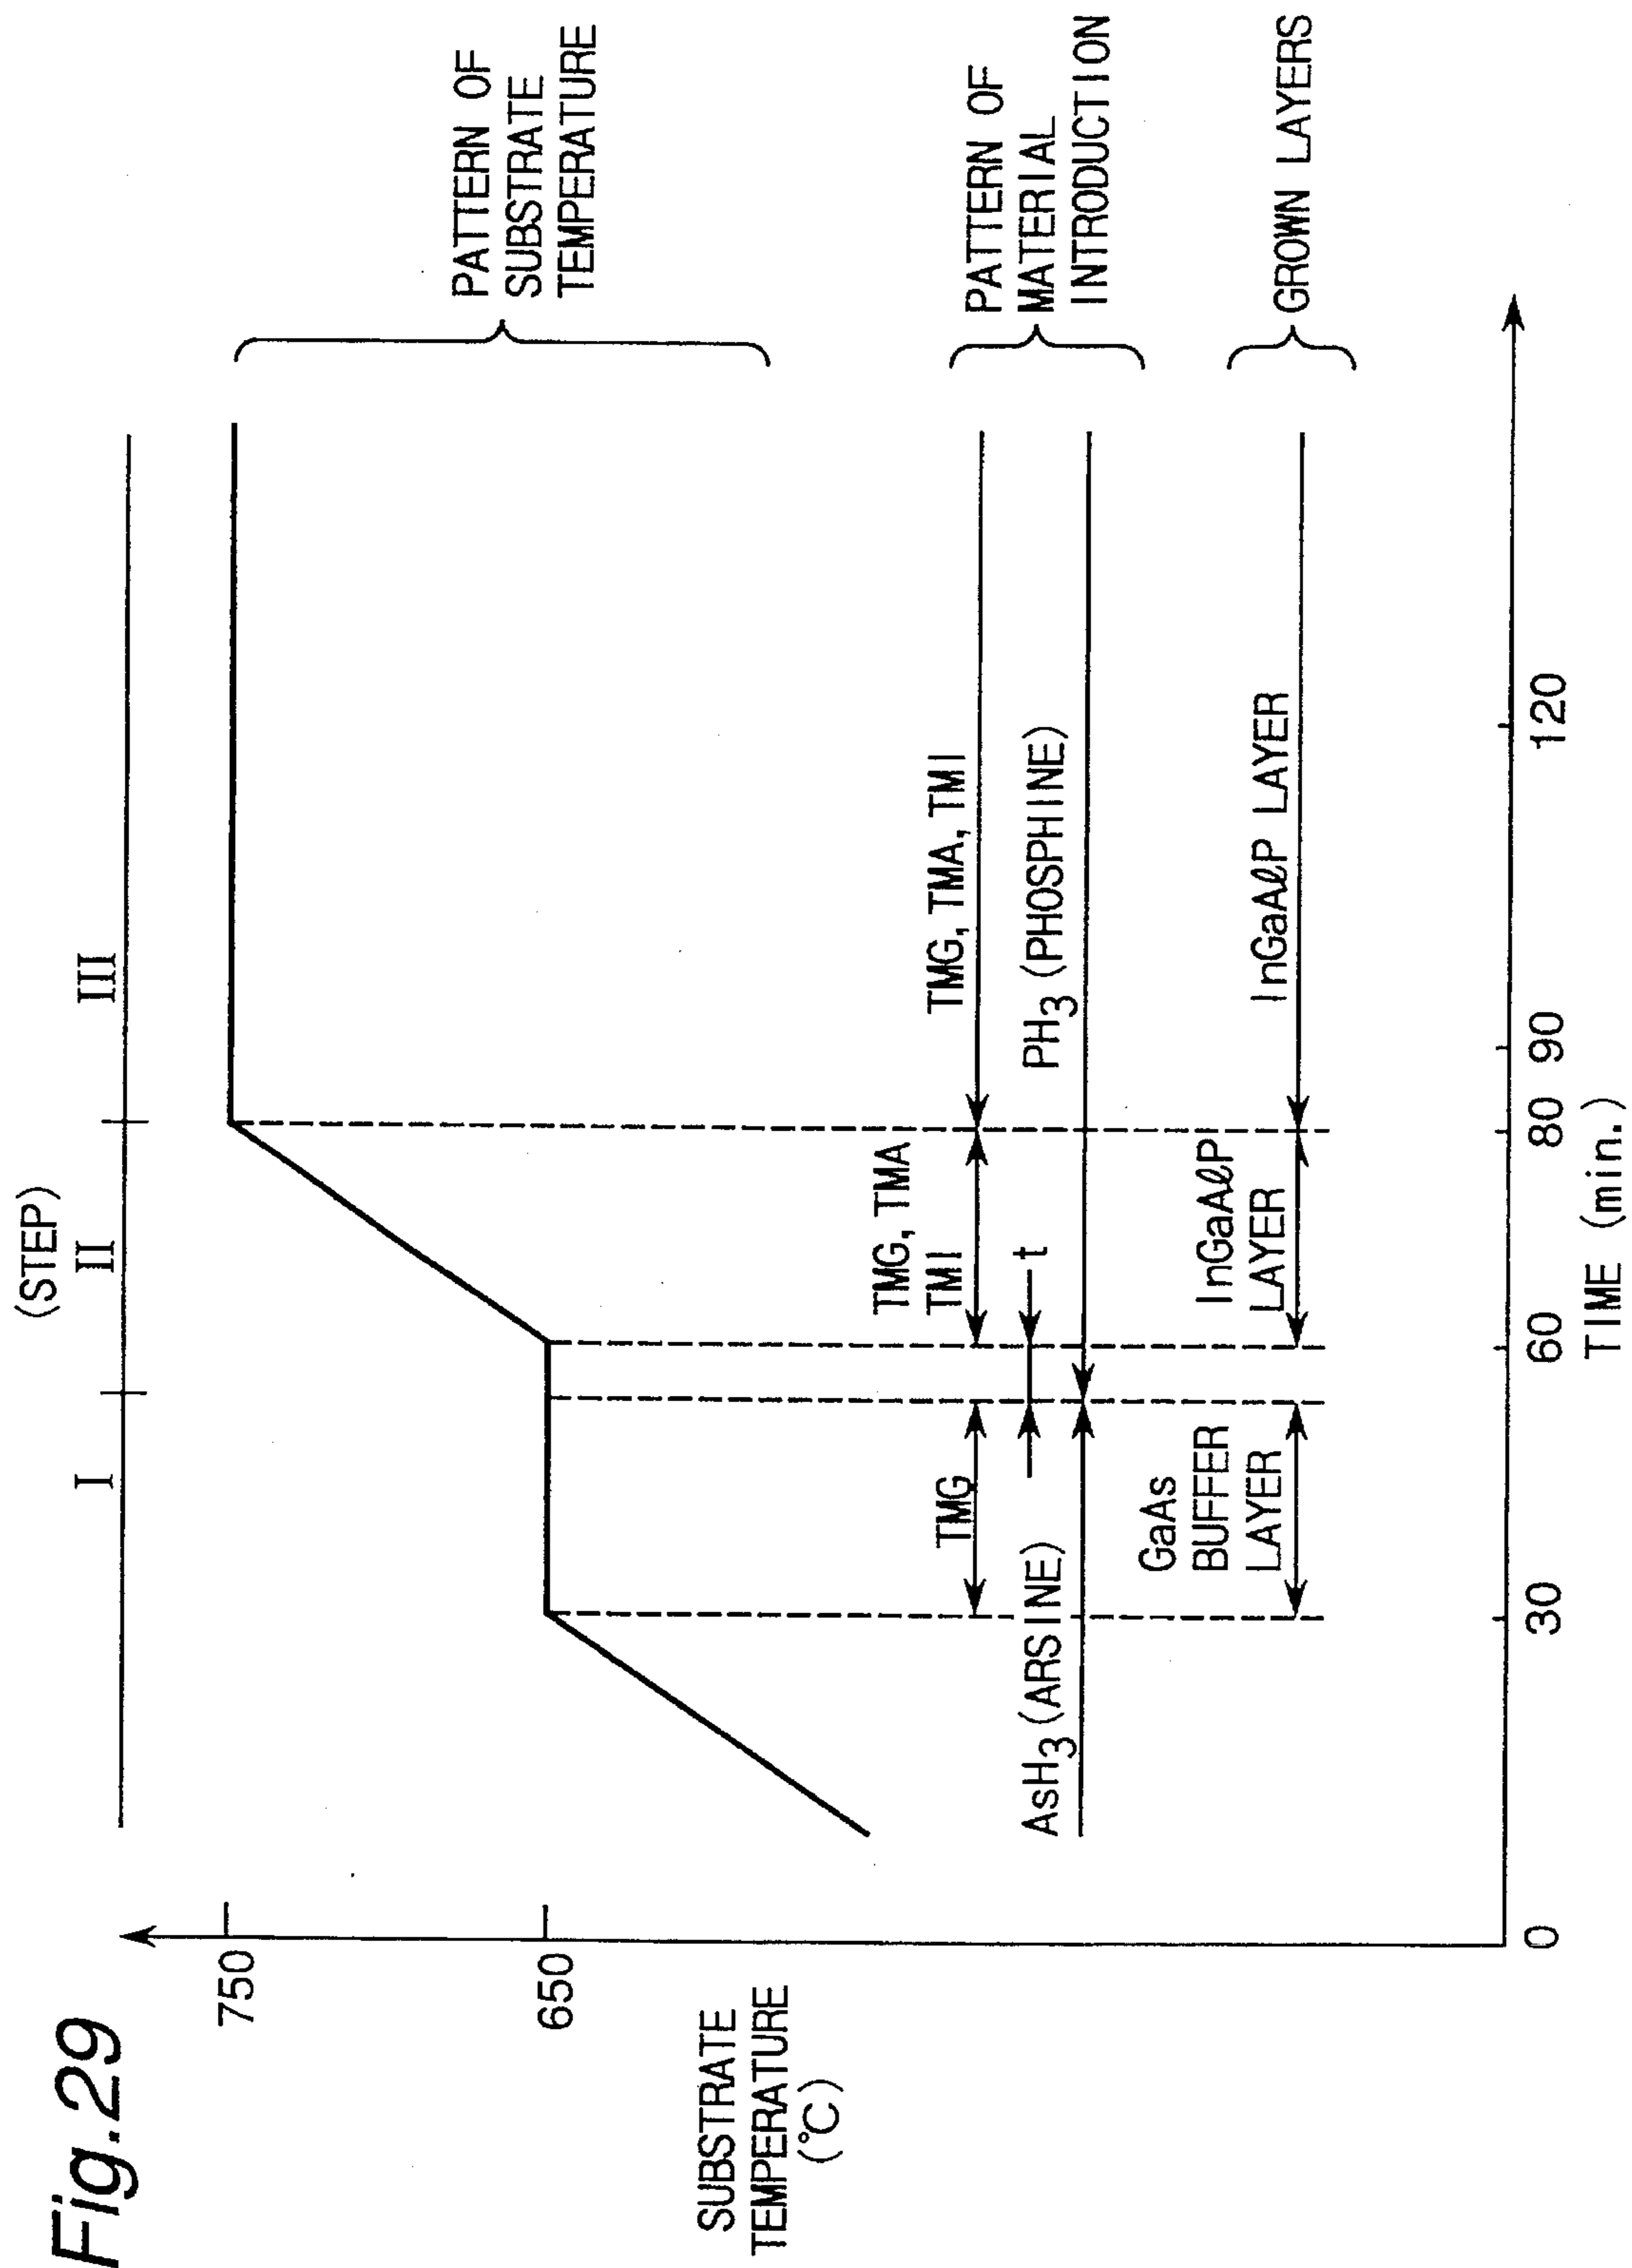 Fig.29
(STEP)
I
II
III
SUBSTRATE
TEMPERATURE
(°C)
750
650
PATTERN OF
SUBSTRATE
TEMPERATURE
TMG
TMG, TMA
TMI
TMG, TMA, TMI
AsH3 (ARSINE)
t
PH3 (PHOSPHINE)
PATTERN OF
MATERIAL
INTRODUCTION
GaAs
BUFFER
LAYER
InGaAℓP
LAYER
InGaAℓP LAYER
GROWN LAYERS
0
30
60
80
90
120
TIME (min.)